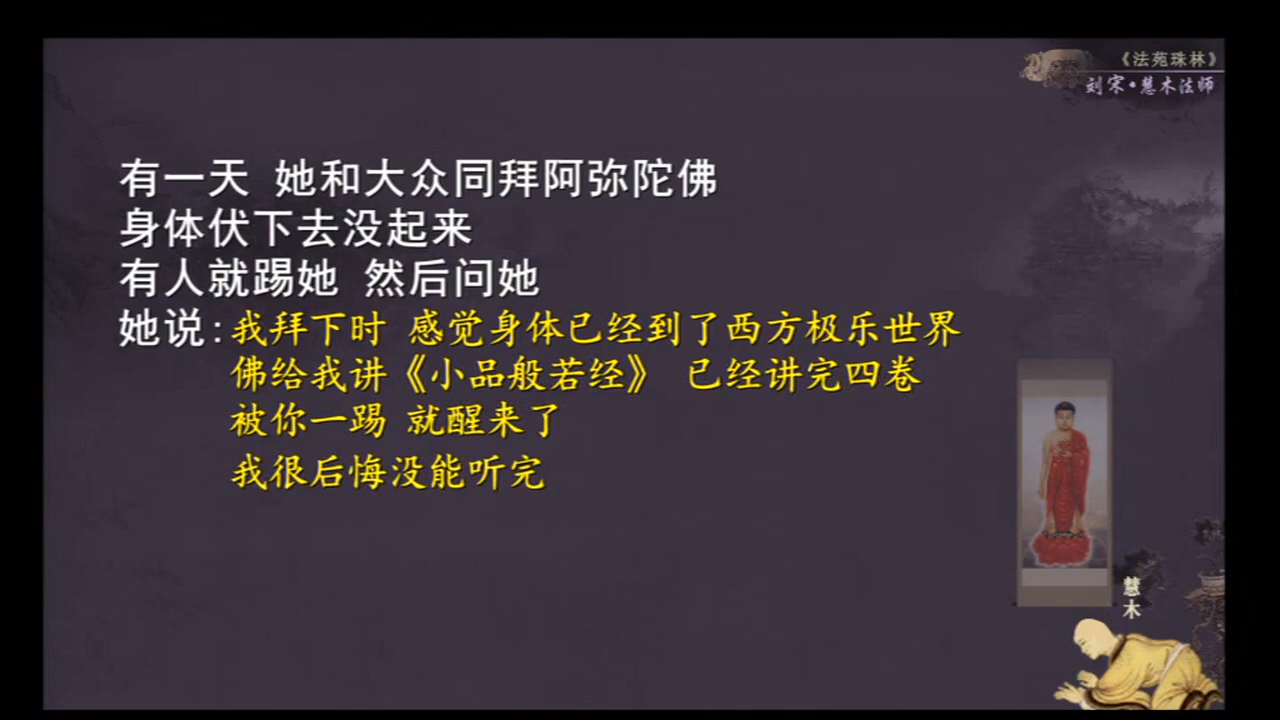 《法苑珠林》
刘宋•慧木法师
有一天 她和大众同拜阿弥陀佛
身体伏下去没起来
有人就踢她 然后问她
她说:我拜下时 感觉身体已经到了西方极乐世界
佛给我讲《小品般若经》 已经讲完四卷
被你一踢 就醒来了
我很后悔没能听完
慧木